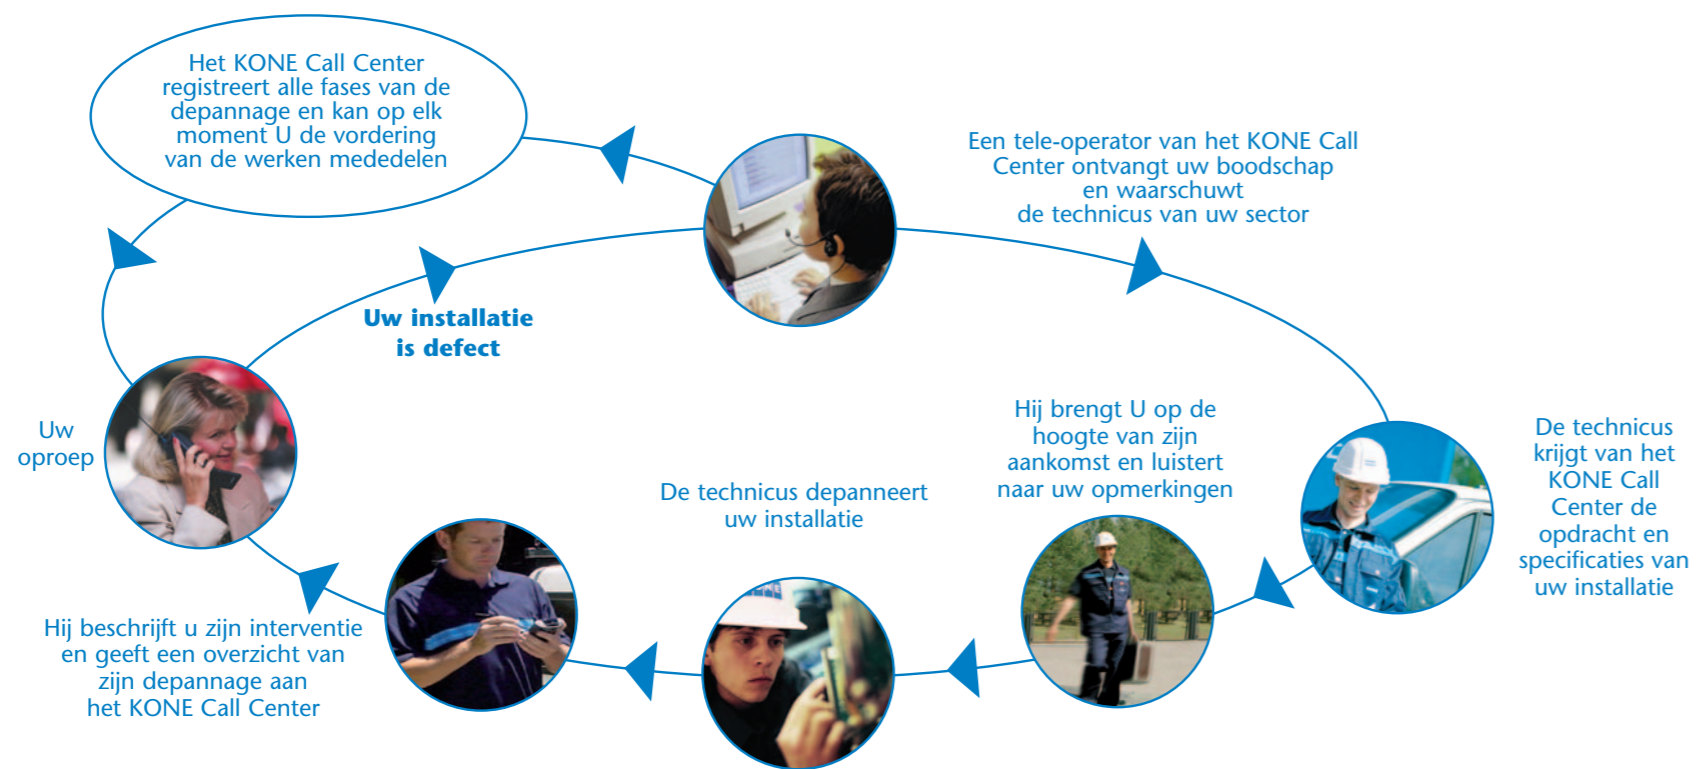 Het KONE Call Center
registreert alle fases van de
depannage en kan op elk
moment U de vordering
van de werken mededelen
Een tele-operator van het KONE Call
Center ontvangt uw boodschap
en waarschuwt
de technicus van uw sector
Uw installatie
is defect
Uw
oproep
Hij brengt U op de
hoogte van zijn
aankomst en luistert
naar uw opmerkingen
De technicus
krijgt van het
KONE Call
Center de
opdracht en
specificaties van
uw installatie
De technicus depanneert
uw installatie
Hij beschrijft u zijn interventie
en geeft een overzicht van
zijn depannage aan
het KONE Call Center